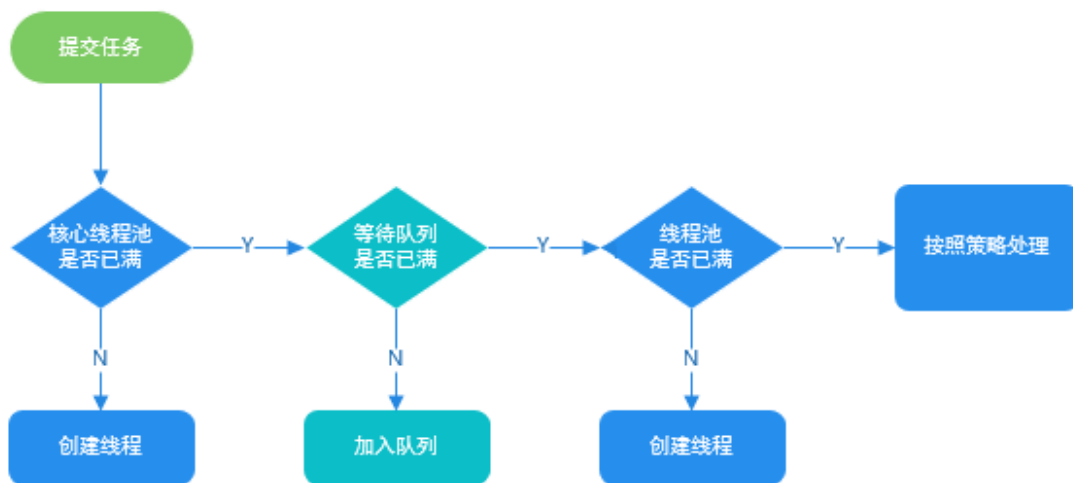 提交任务
核心线程池
是否已满
Y
等待队列
是否已满
Y
线程池
是否已满
Y
按照策略处理
N
N
N
创建线程
加入队列
创建线程